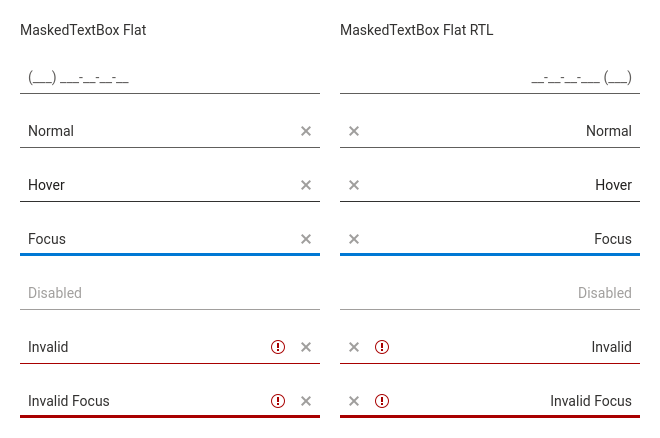 MaskedTextBox Flat
MaskedTextBox Flat RTL
(___) ___-__-__-__
__-__-__-___ (___)
Normal
Normal
Hover
Hover
Focus
Focus
Disabled
Disabled
Invalid
Invalid
Invalid Focus
Invalid Focus